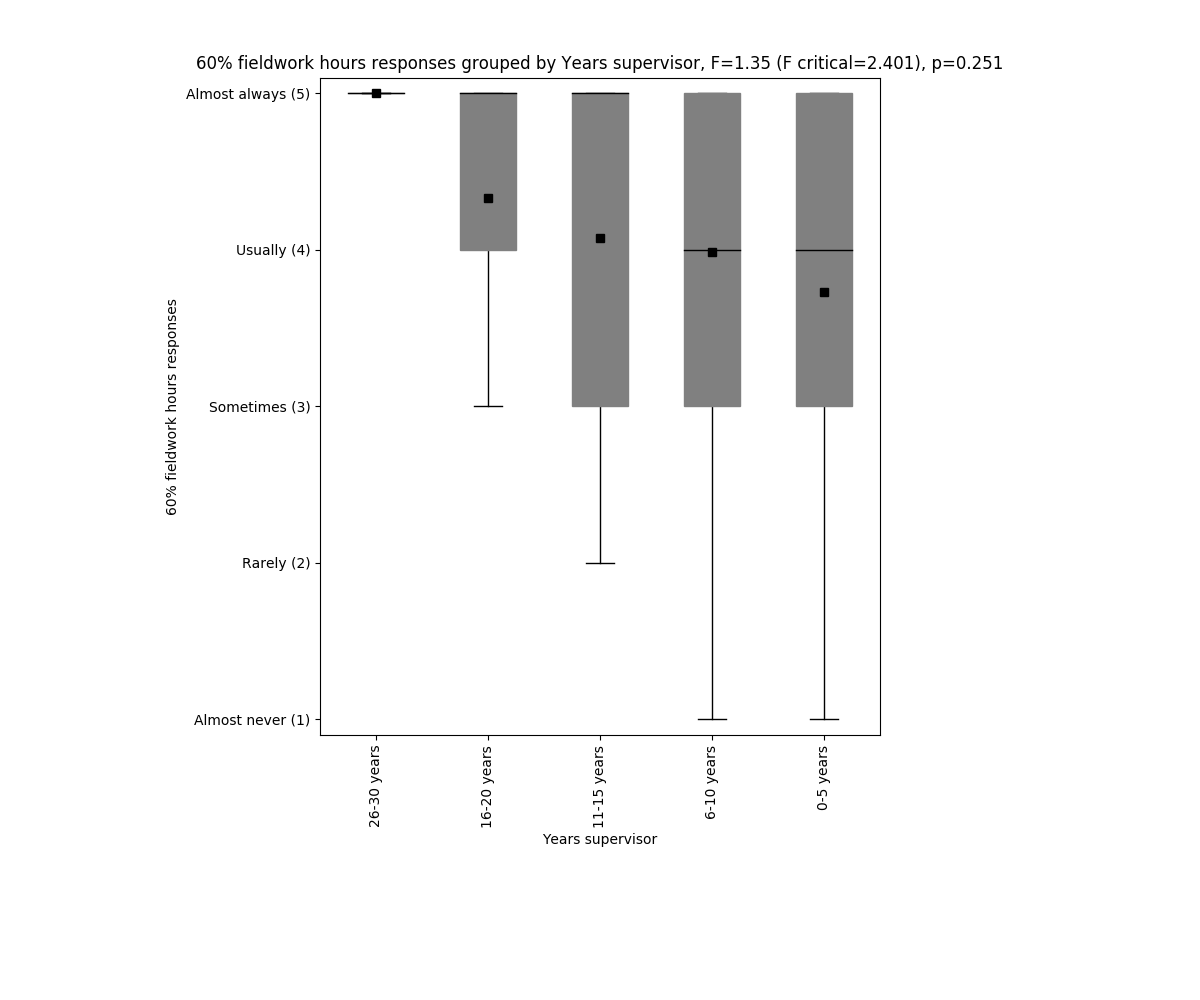 60% fieldwork hours responses grouped by Years supervisor, F=1.35 (F critical=2.401), p=0.251
Almost always (5)
Usually (4)
Sometimes (3)
Rarely (2)
Almost never (1)
60% fieldwork hours responses
26-30 years
16-20 years
11-15 years
6-10 years
0-5 years
Years supervisor